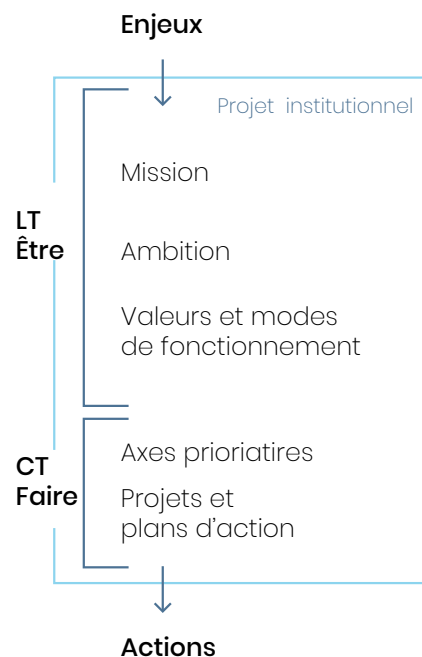 Enjeux
Projet institutionnel
Mission
LT
Être
Ambition
Valeurs et modes
de fonctionnement
Axes prioriatires
CT
Faire
Projets et
plans d'action
Actions